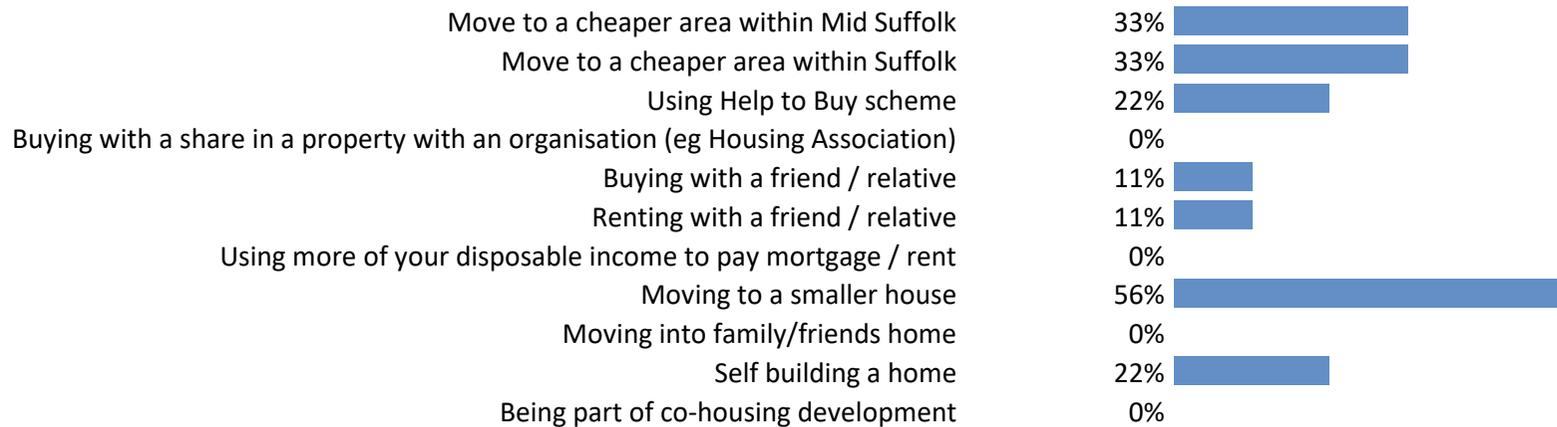 Move to a cheaper area within Mid Suffolk 33%
Move to a cheaper area within Suffolk 33%
Using Help to Buy scheme 22%
Buying with a share in a property with an organisation (eg Housing Association) 0%
Buying with a friend / relative 11%
Renting with a friend / relative 11%
Using more of your disposable income to pay mortgage / rent 0%
Moving to a smaller house 56%
Moving into family/friends home 0%
Self building a home 22%
Being part of co-housing development 0%